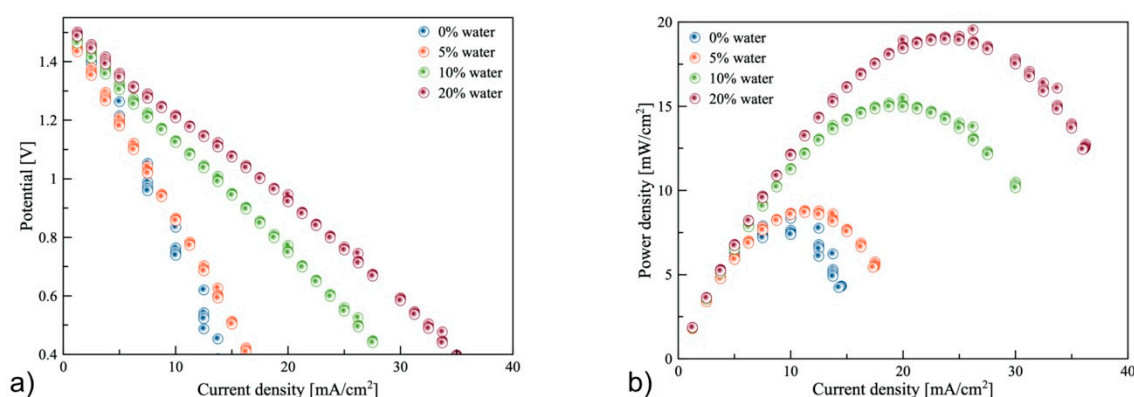 1.4
1.2
1
0.8
0.6
0.4
Potential [V]
0% water
5% water
10% water
20% water
0
10
20
30
40
Current density [mA/cm²]
a)
20
15
10
5
0
Power density [mW/cm²]
0% water
5% water
10% water
20% water
0
10
20
30
40
Current density [mA/cm²]
b)